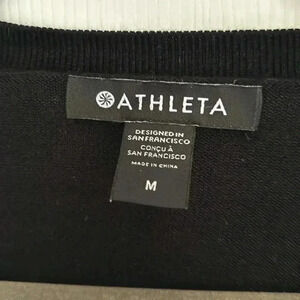 ATHLETA
DESIGNED IN
SAN FRANCISCO
CONÇU À
SAN FRANCISCO
MADE IN CHINA
M